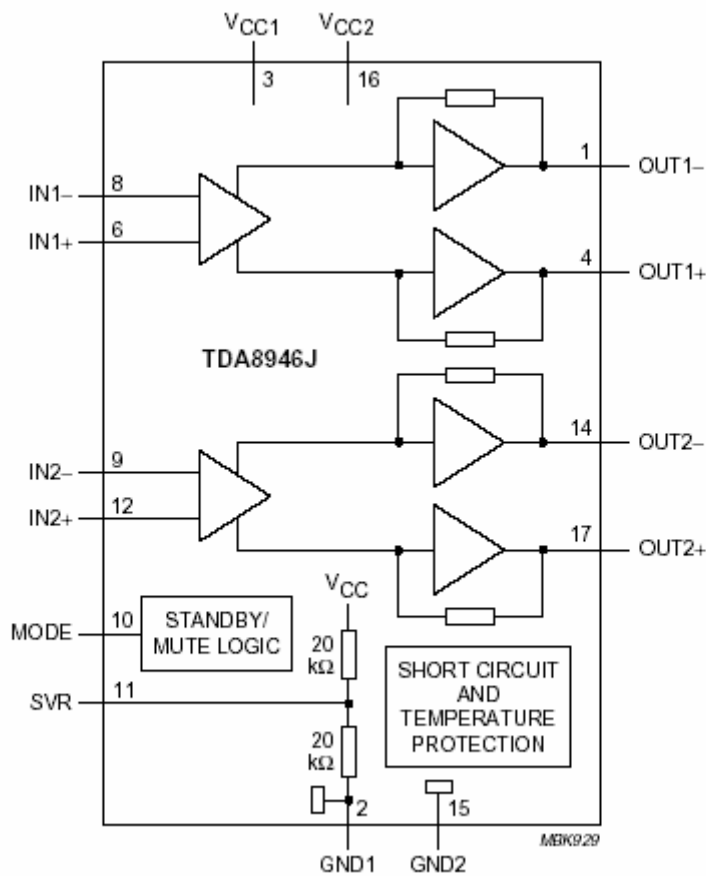 VCC1
VCC2
3
16
1
OUT1−
IN1−
8
IN1+
6
4
OUT1+
TDA8946J
14
OUT2−
IN2−
9
IN2+
12
17
OUT2+
VCC
MODE
10
STANDBY/
MUTE LOGIC
20
kΩ
SHORT CIRCUIT
AND
TEMPERATURE
PROTECTION
SVR
11
20
kΩ
2
15
MBK929
GND1
GND2